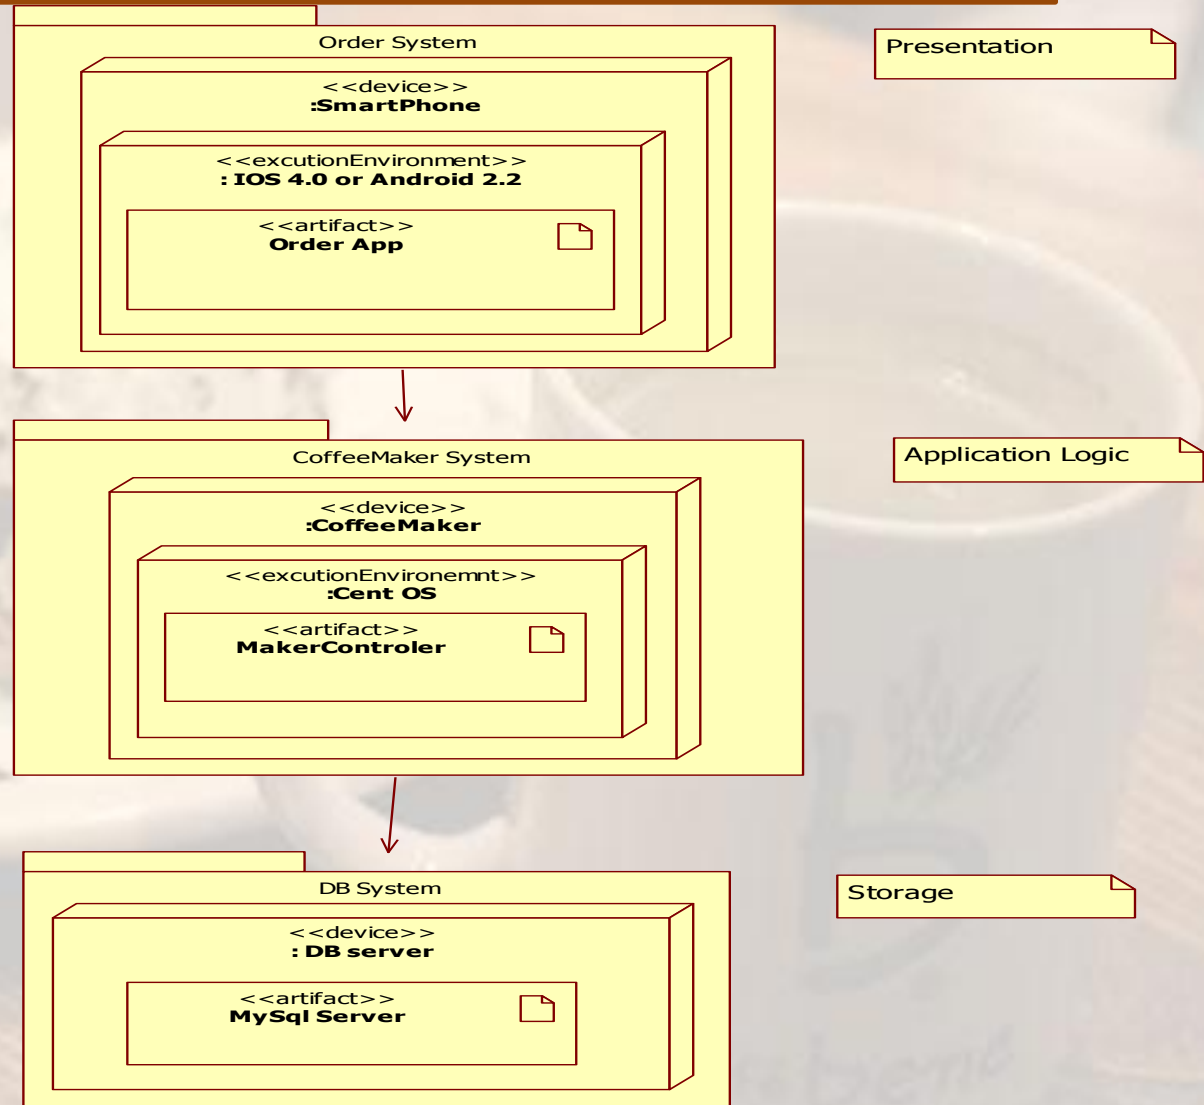 Order System
Presentation
<<device>>
:SmartPhone
<<excutionEnvironment>>
: IOS 4.0 or Android 2.2
<<artifact>>
Order App
CoffeeMaker System
Application Logic
<<device>>
:CoffeeMaker
<<excutionEnvironemnt>>
:Cent OS
<<artifact>>
MakerControler
DB System
Storage
<<device>>
: DB server
<<artifact>>
MySql Server